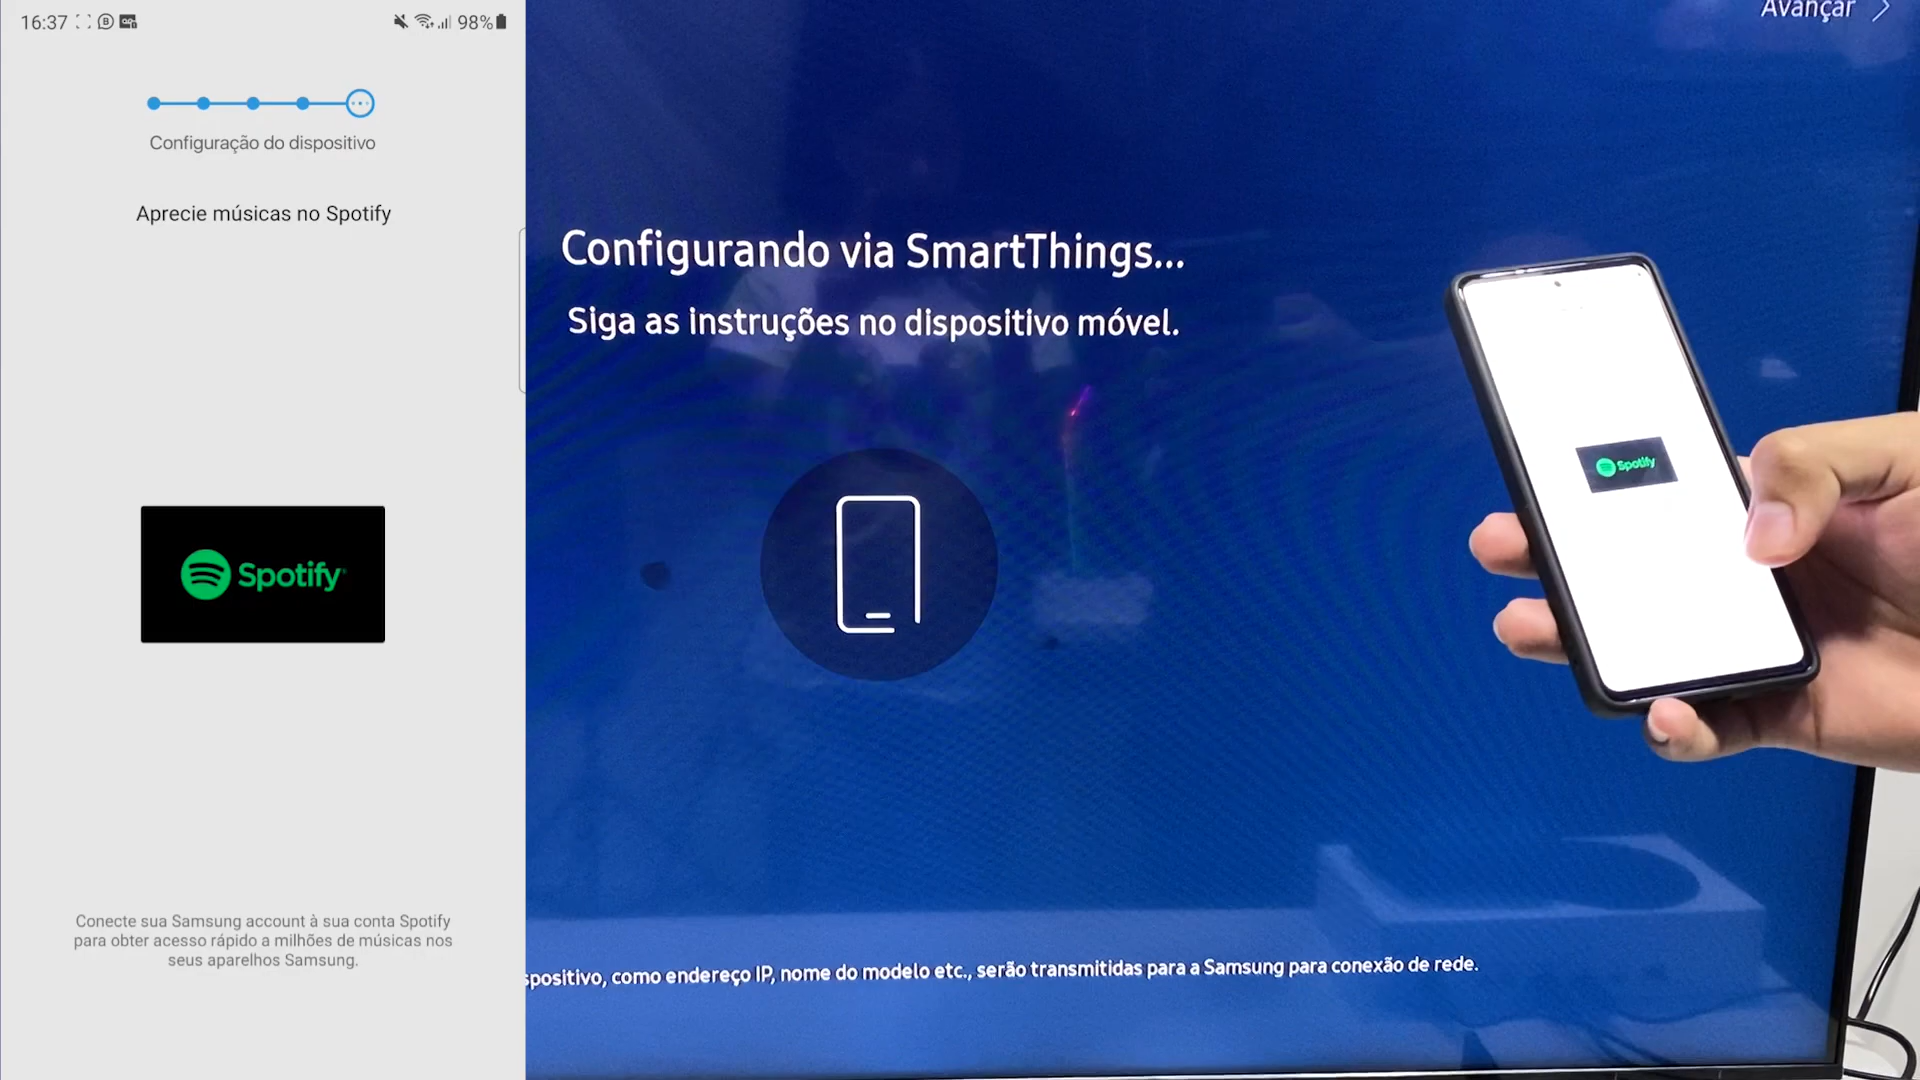 16:37
98%
Configuração do dispositivo
Aprecie músicas no Spotify
Spotify
Conecte sua Samsung account à sua conta Spotify
para obter acesso rápido a milhões de músicas nos
seus aparelhos Samsung.
Avançar
Configurando via SmartThings...
Siga as instruções no dispositivo móvel.
Spotify
spositivo, como endereço IP, nome do modelo etc., serão transmitidas para a Samsung para conexão de rede.